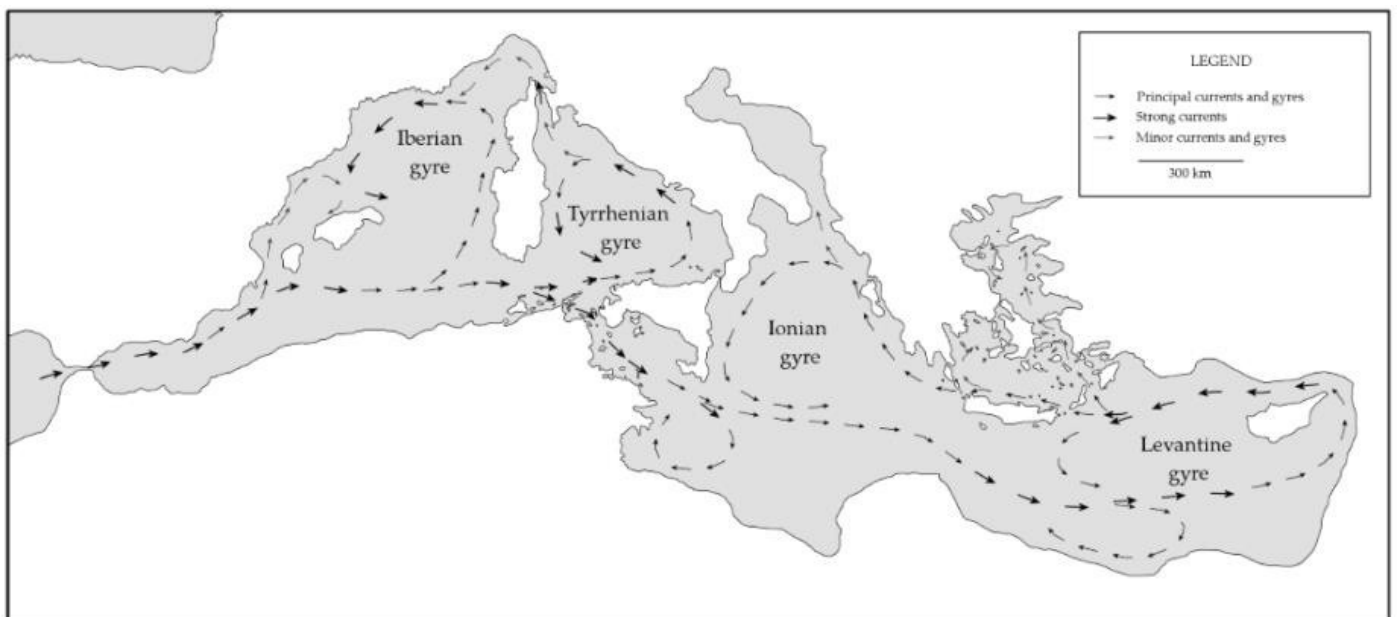 LEGEND
Principal currents and gyres
Strong currents
Minor currents and gyres
300 km
Iberian
gyre
Tyrrhenian
gyre
Ionian
gyre
Levantine
gyre